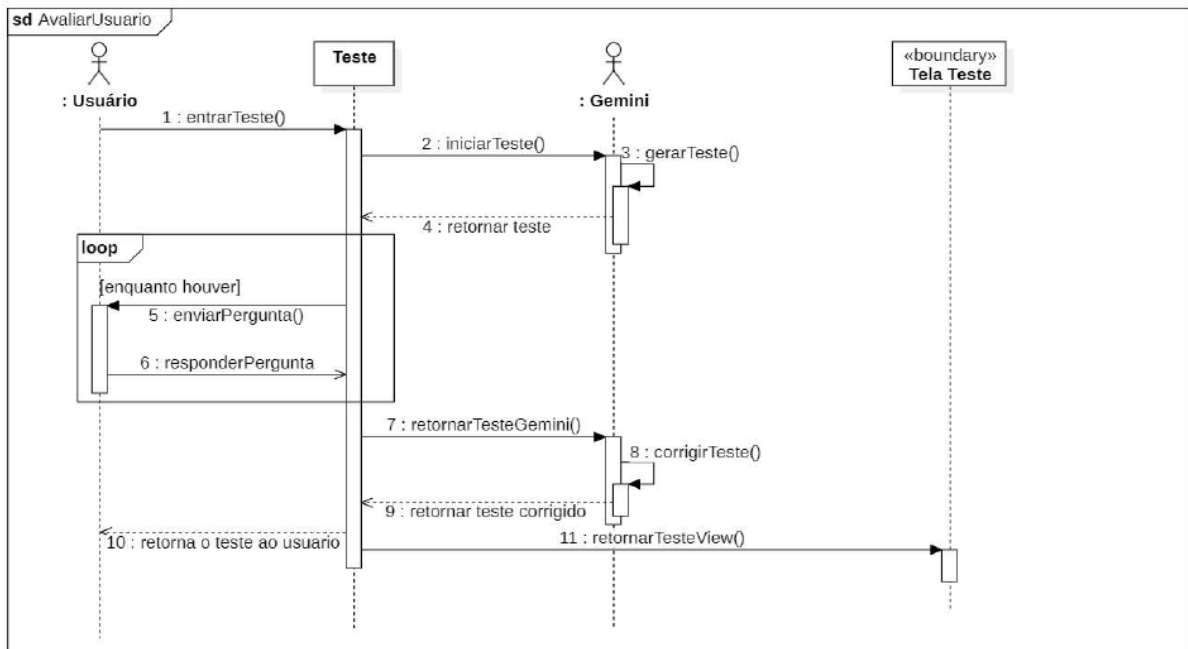 sd AvaliarUsuario
: Usuário
Teste
: Gemini
«boundary»
Tela Teste
1 : entrarTeste()
2 : iniciarTeste()
3 : gerarTeste()
4 : retornar teste
loop
[enquanto houver]
5 : enviarPergunta()
6 : responderPergunta
7 : retornarTesteGemini()
8 : corrigirTeste()
9 : retornar teste corrigido
10 : retorna o teste ao usuario
11 : retornarTesteView()